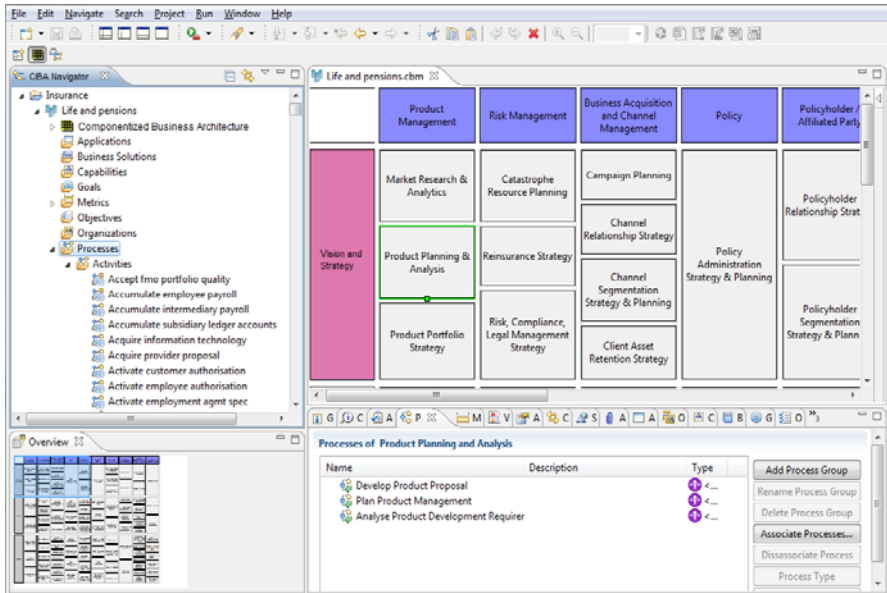 File Edit Navigate Search Project Run Window Help
CIBA Navigator
Insurance
Life and pensions
Componentized Business Architecture
Applications
Business Solutions
Capabilities
Goals
Metrics
Objectives
Organizations
Processes
Activities
Accept fmo portfolio quality
Accumulate employee payroll
Accumulate intermediary payroll
Accumulate subsidiary ledger accounts
Acquire information technology
Acquire provider proposal
Activate customer authorisation
Activate employee authorisation
Activate employment agmt spec
Life and pensions.cbm
Product
Management
Risk Management
Business Acquisition
and Channel
Management
Policy
Policyholder /
Affiliated Party
Vision and
Strategy
Market Research &
Analytics
Product Planning &
Analysis
Product Portfolio
Strategy
Catastrophe
Resource Planning
Reinsurance Strategy
Risk, Compliance,
Legal Management
Strategy
Campaign Planning
Channel
Relationship Strategy
Channel
Segmentation
Strategy & Planning
Client Asset
Retention Strategy
Policy
Administration
Strategy & Planning
Policyholder
Relationship Strat
Policyholder
Segmentation
Strategy & Plann
Overview
G C A P M V A C S A A O C B G O »3
Processes of Product Planning and Analysis
Name Description Type
Develop Product Proposal <...
Plan Product Management <...
Analyse Product Development Requirer <...
Add Process Group
Rename Process Group
Delete Process Group
Associate Processes...
Dissassociate Process
Process Type